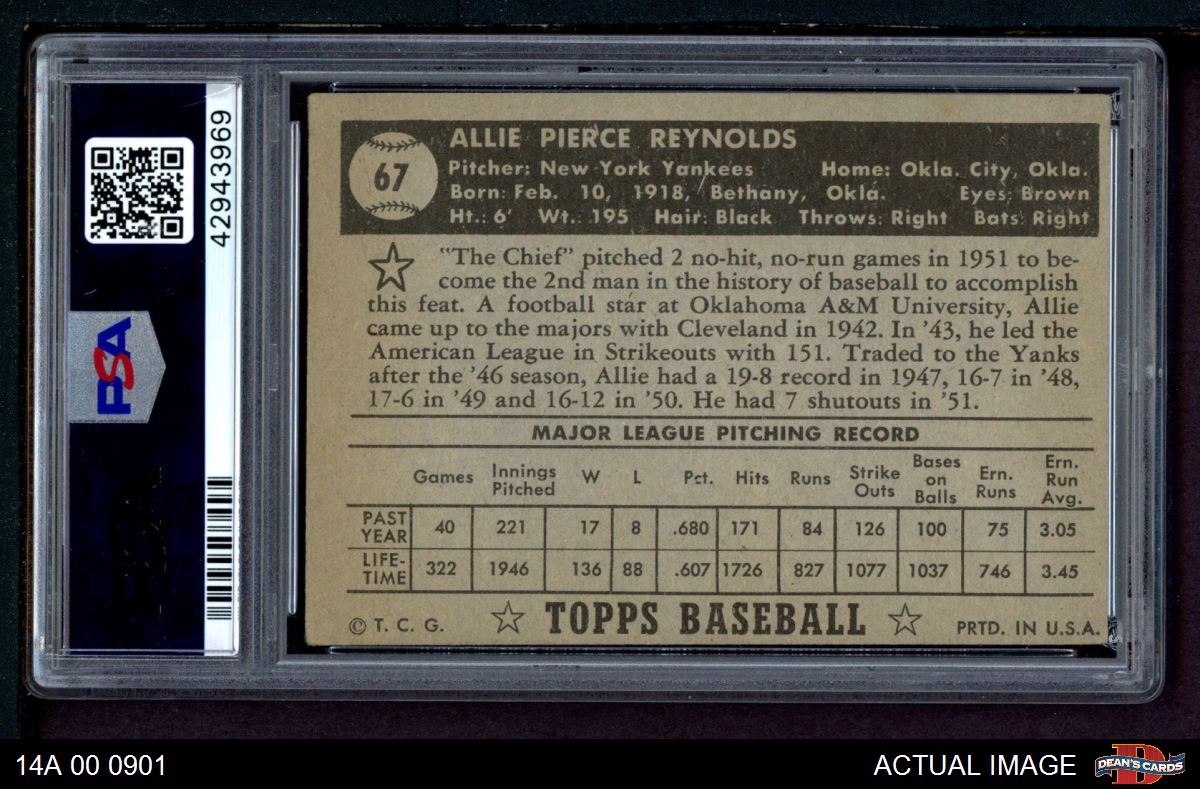 42943969
PSA
67
ALLIE PIERCE REYNOLDS
Pitcher: New York Yankees Home: Okla. City, Okla.
Born: Feb. 10, 1918, Bethany, Okla. Eyes: Brown
Ht.: 6' Wt.: 195 Hair: Black Throws: Right Bats: Right
"The Chief" pitched 2 no-hit, no-run games in 1951 to be-
come the 2nd man in the history of baseball to accomplish
this feat. A football star at Oklahoma A&M University, Allie
came up to the majors with Cleveland in 1942. In '43, he led the
American League in Strikeouts with 151. Traded to the Yanks
after the '46 season, Allie had a 19-8 record in 1947, 16-7 in '48,
17-6 in '49 and 16-12 in '50. He had 7 shutouts in '51.
MAJOR LEAGUE PITCHING RECORD
Games Innings Pitched W L Pct. Hits Runs Strike Outs Bases on Balls Ern. Runs Ern. Run Avg.
PAST YEAR 40 221 17 8 .680 171 84 126 100 75 3.05
LIFE-TIME 322 1946 136 88 .607 1726 827 1077 1037 746 3.45
© T. C. G. TOPPS BASEBALL PRTD. IN U.S.A.
14A 00 0901 ACTUAL IMAGE DEAN'S CARDS